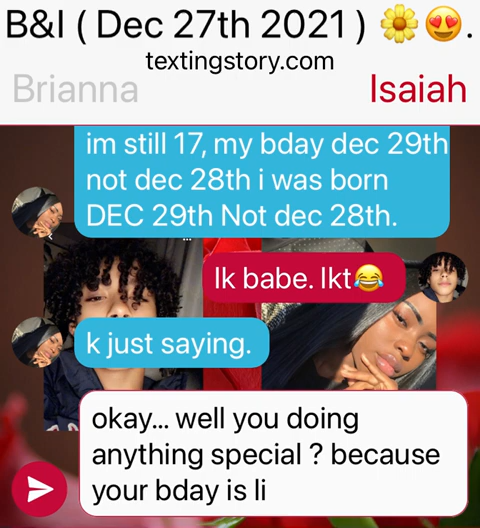 B&I ( Dec 27th 2021 ) 🌼😍.
textingstory.com
Brianna Isaiah
im still 17, my bday dec 29th
not dec 28th i was born
DEC 29th Not dec 28th.
Ik babe. Ikt😂
k just saying.
okay... well you doing
anything special ? because
your bday is li